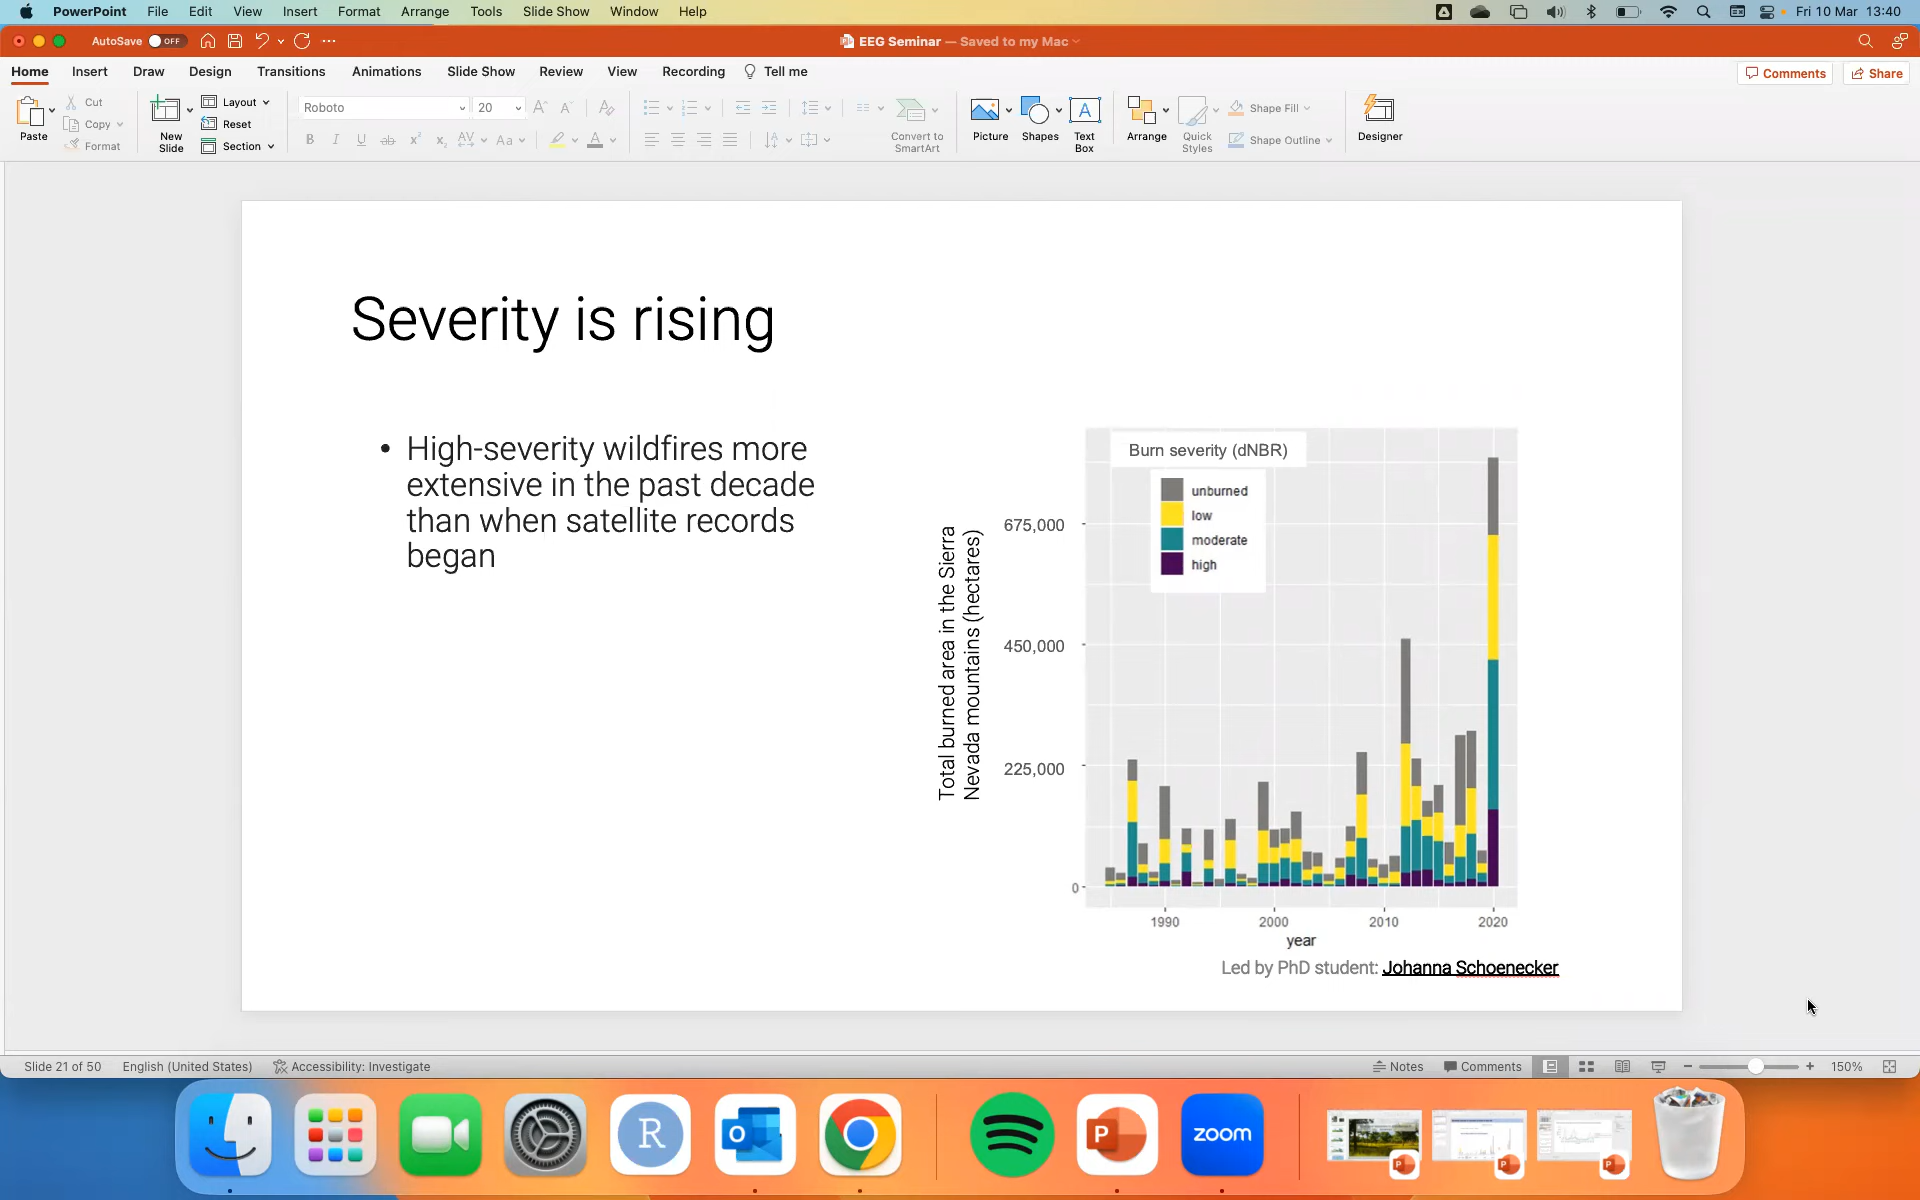 PowerPoint File Edit View Insert Format Arrange Tools Slide Show Window Help
Fri 10 Mar 13:40
AutoSave OFF
EEG Seminar — Saved to my Mac
Home Insert Draw Design Transitions Animations Slide Show Review View Recording Tell me
Comments Share
Paste
Cut
Copy
Format
New
Slide
Layout
Reset
Section
Roboto 20
B I U ab x² x₂ AV Aa A
Convert to
SmartArt
Picture Shapes Text
Box
Arrange Quick
Styles
Shape Fill
Shape Outline
Designer
Severity is rising
• High-severity wildfires more
extensive in the past decade
than when satellite records
began
Total burned area in the Sierra
Nevada mountains (hectares)
Burn severity (dNBR)
unburned
low
moderate
high
675,000
450,000
225,000
0
1990 2000 2010 2020
year
Led by PhD student: Johanna Schoenecker
Slide 21 of 50 English (United States) Accessibility: Investigate
Notes Comments 150%
R
O
P
zoom
P P P